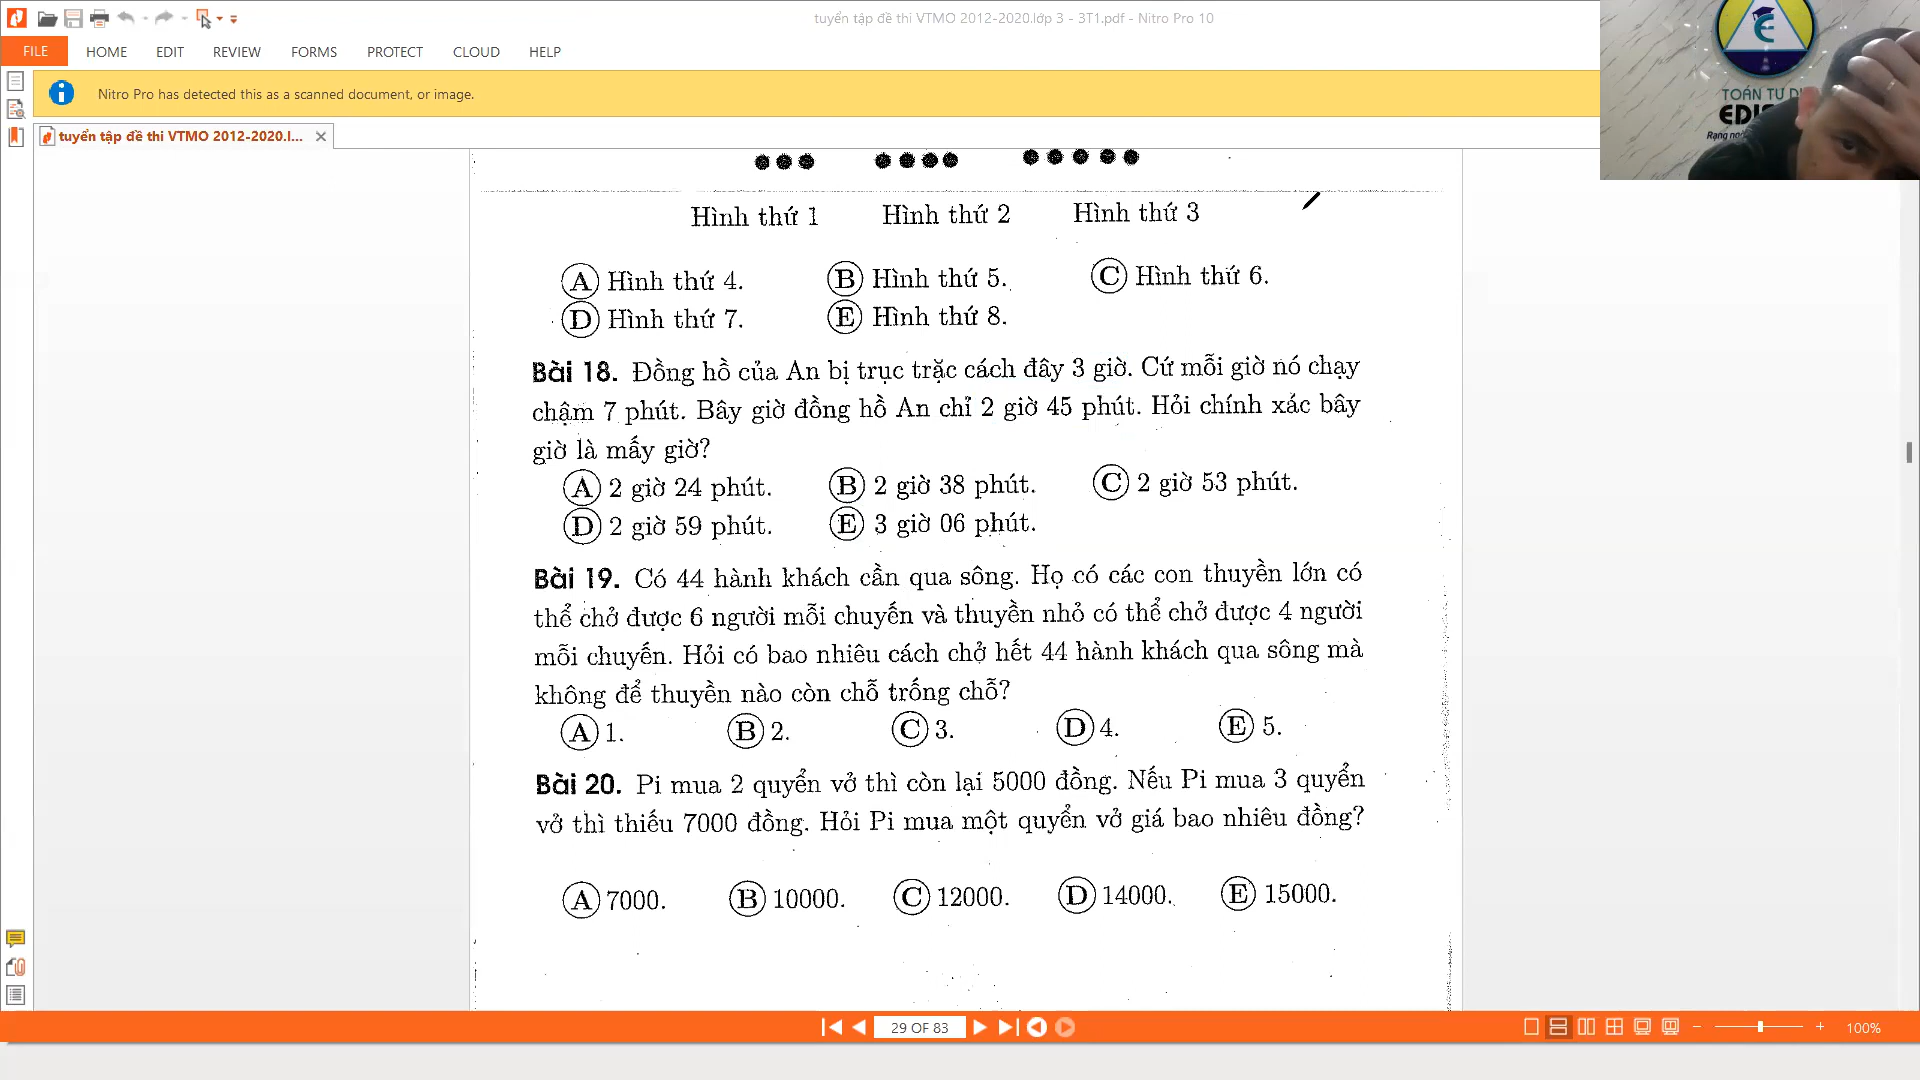 tuyển tập đề thi VTMO 2012-2020.lớp 3 - 3T1.pdf - Nitro Pro 10
FILE HOME EDIT REVIEW FORMS PROTECT CLOUD HELP
Nitro Pro has detected this as a scanned document, or image.
tuyển tập đề thi VTMO 2012-2020.l...
TOÁN TƯ DU
Hình thứ 1 Hình thứ 2 Hình thứ 3
A Hình thứ 4. B Hình thứ 5. C Hình thứ 6.
D Hình thứ 7. E Hình thứ 8.
Bài 18. Đồng hồ của An bị trục trặc cách đây 3 giờ. Cứ mỗi giờ nó chạy
chậm 7 phút. Bây giờ đồng hồ An chỉ 2 giờ 45 phút. Hỏi chính xác bây
giờ là mấy giờ?
A 2 giờ 24 phút. B 2 giờ 38 phút. C 2 giờ 53 phút.
D 2 giờ 59 phút. E 3 giờ 06 phút.
Bài 19. Có 44 hành khách cần qua sông. Họ có các con thuyền lớn có
thể chở được 6 người mỗi chuyến và thuyền nhỏ có thể chở được 4 người
mỗi chuyến. Hỏi có bao nhiêu cách chở hết 44 hành khách qua sông mà
không để thuyền nào còn chỗ trống chỗ?
A 1. B 2. C 3. D 4. E 5.
Bài 20. Pi mua 2 quyển vở thì còn lại 5000 đồng. Nếu Pi mua 3 quyển
vở thì thiếu 7000 đồng. Hỏi Pi mua một quyển vở giá bao nhiêu đồng?
A 7000. B 10000. C 12000. D 14000. E 15000.
29 OF 83
100%